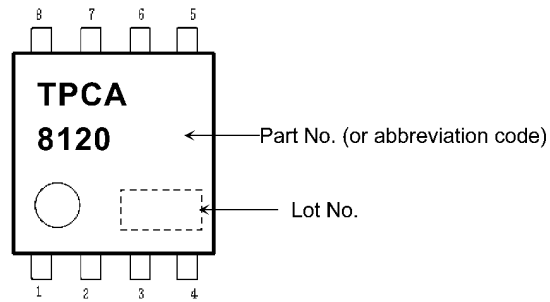 8 7 6 5
TPCA
8120
Part No. (or abbreviation code)
Lot No.
1 2 3 4